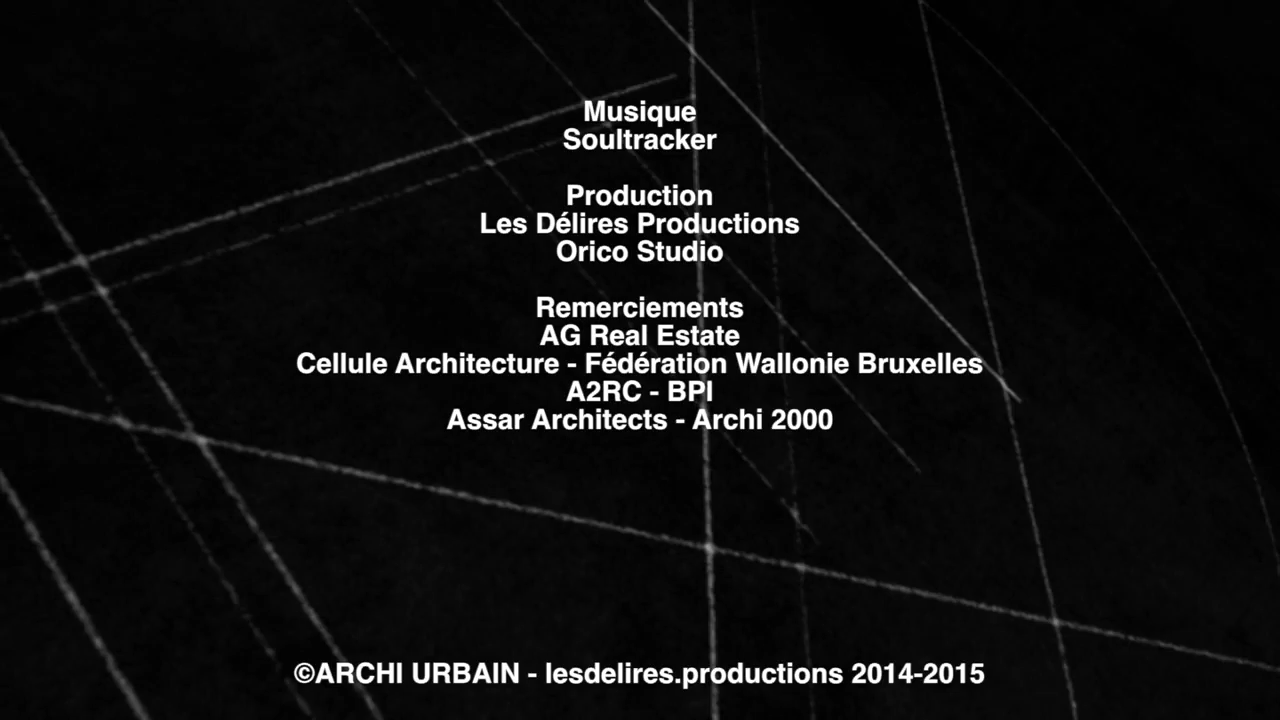 Musique
Soultracker
Production
Les Délires Productions
Orico Studio
Remerciements
AG Real Estate
Cellule Architecture - Fédération Wallonie Bruxelles
A2RC - BPI
Assar Architects - Archi 2000
©ARCHI URBAIN - lesdelires.productions 2014-2015